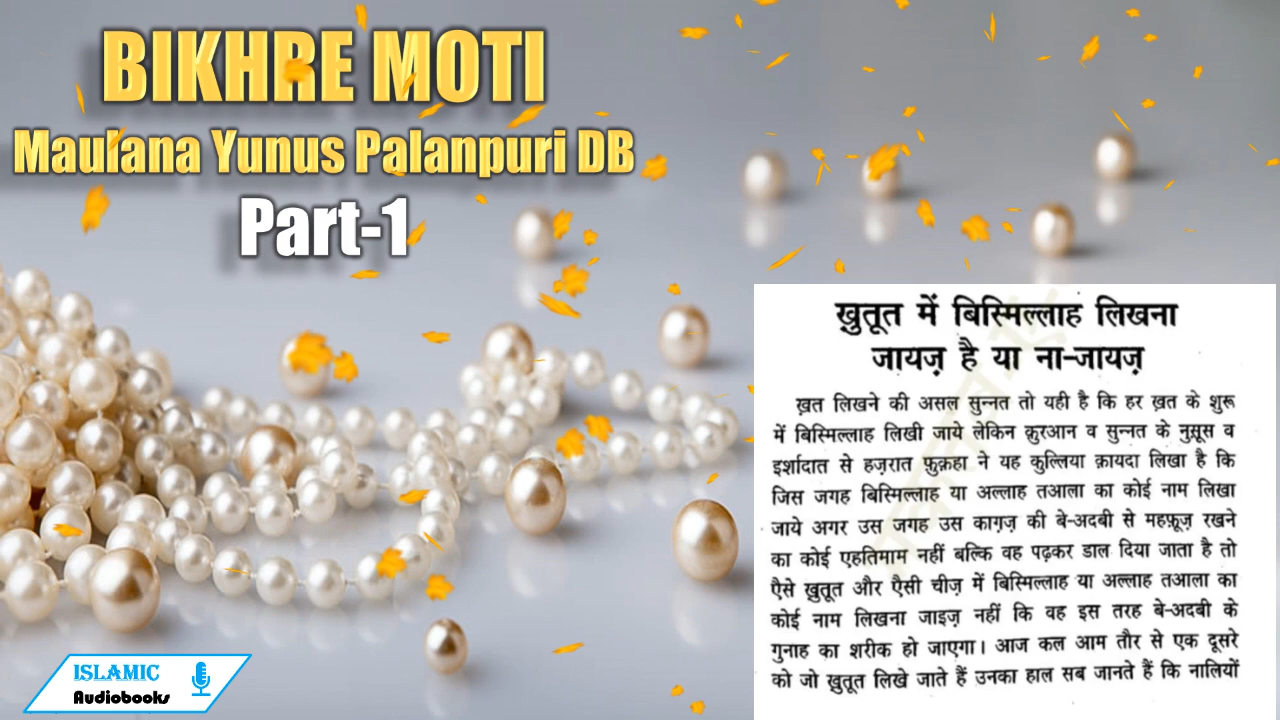 BIKHRE MOTI
Maulana Yunus Palanpuri DB
Part-1
ख़ुतूत में बिस्मिल्लाह लिखना
जायज़ है या ना-जायज़
ख़त लिखने की असल सुन्नत तो यही है कि हर ख़त के शुरू
में बिस्मिल्लाह लिखी जाये लेकिन क़ुरआन व सुन्नत के नुसूस व
इर्शादात से हज़रात फ़ुक़हा ने यह कुल्लिया क़ायदा लिखा है कि
जिस जगह बिस्मिल्लाह या अल्लाह तआला का कोई नाम लिखा
जाये अगर उस जगह उस काग़ज़ की बे-अदबी से महफ़ूज़ रखने
का कोई एहतिमाम नहीं बल्कि वह पढ़कर डाल दिया जाता है तो
ऐसे ख़ुतूत और ऐसी चीज़ में बिस्मिल्लाह या अल्लाह तआला का
कोई नाम लिखना जाइज़ नहीं कि वह इस तरह बे-अदबी के
गुनाह का शरीक हो जाएगा। आज कल आम तौर से एक दूसरे
को जो ख़ुतूत लिखे जाते हैं उनका हाल सब जानते हैं कि नालियों
ISLAMIC
Audiobooks